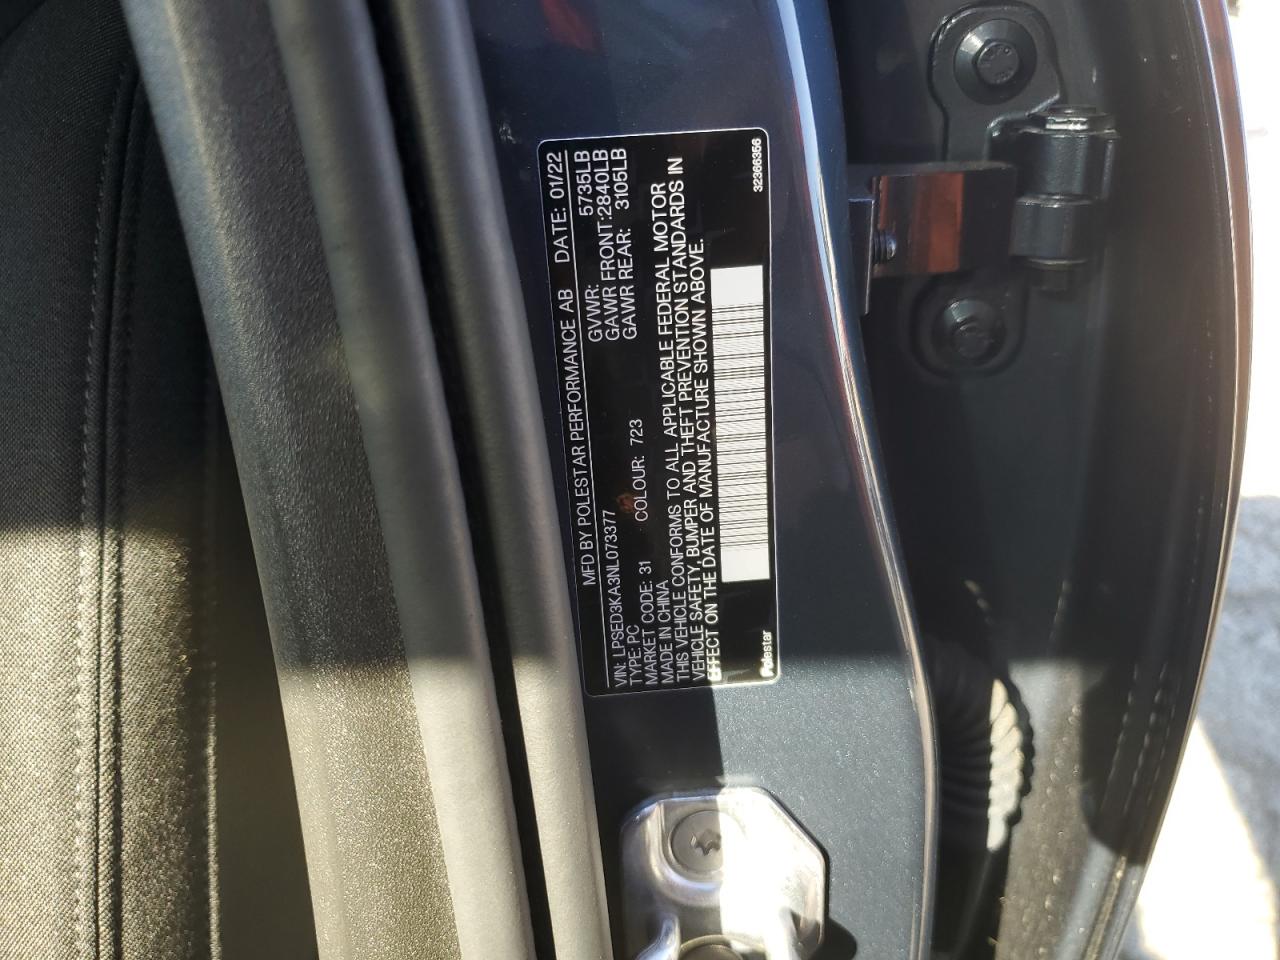 MFD BY POLESTAR PERFORMANCE AB DATE: 01/22
GVWR: 5735LB
GAWR FRONT:2840LB
GAWR REAR: 3105LB
VIN: LPSED3KA3NL073377
TYPE: PC
MARKET CODE: 31 COLOUR: 723
MADE IN CHINA
THIS VEHICLE CONFORMS TO ALL APPLICABLE FEDERAL MOTOR
VEHICLE SAFETY, BUMPER AND THEFT PREVENTION STANDARDS IN
EFFECT ON THE DATE OF MANUFACTURE SHOWN ABOVE.
Polestar 32366356